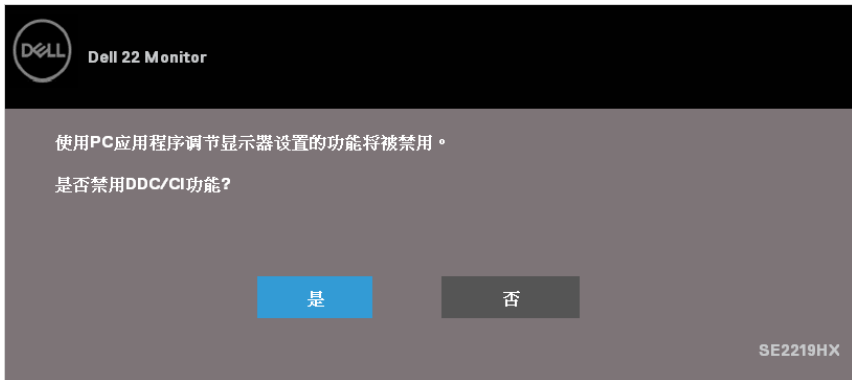 DELL
Dell 22 Monitor
使用PC应用程序调节显示器设置的功能将被禁用。
是否禁用DDC/CI功能?
是
否
SE2219HX